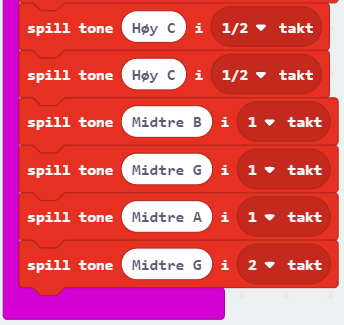 spill tone Høy C i 1/2 takt
spill tone Høy C i 1/2 takt
spill tone Midtre B i 1 takt
spill tone Midtre G i 1 takt
spill tone Midtre A i 1 takt
spill tone Midtre G i 2 takt